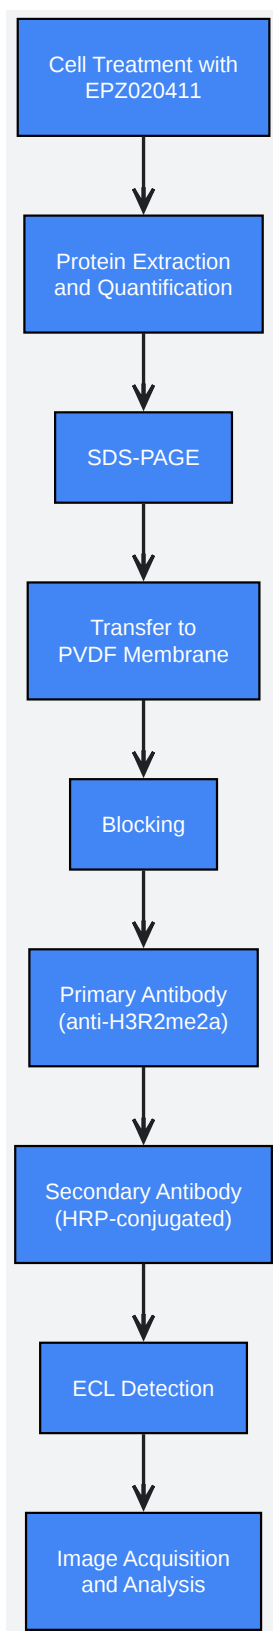 Cell Treatment with
EPZ020411
Protein Extraction
and Quantification
SDS-PAGE
Transfer to
PVDF Membrane
Blocking
Primary Antibody
(anti-H3R2me2a)
Secondary Antibody
(HRP-conjugated)
ECL Detection
Image Acquisition
and Analysis